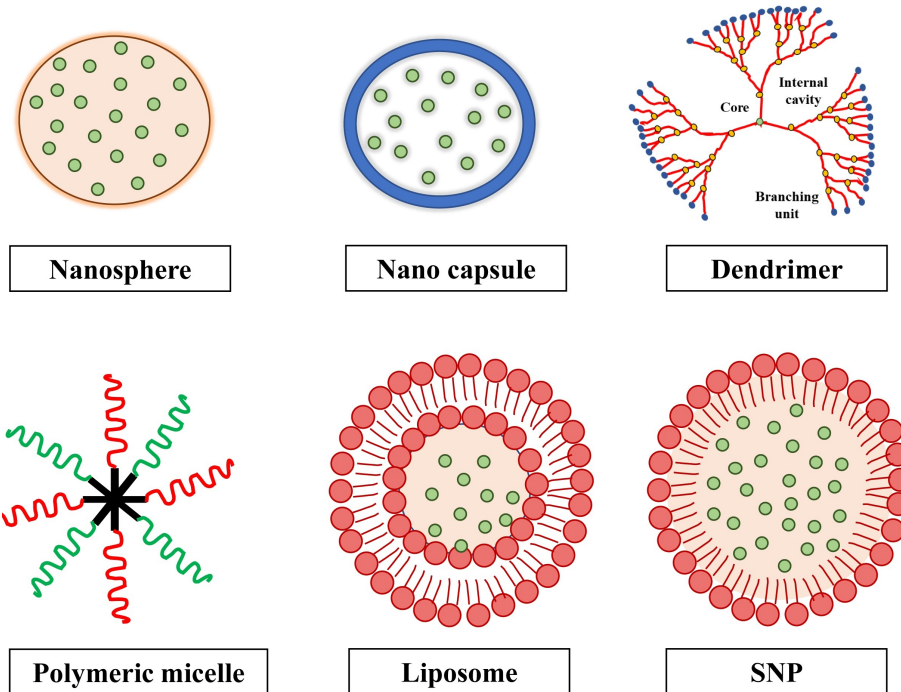 Core
Internal
cavity
Branching
unit
Nanosphere
Nano capsule
Dendrimer
Polymeric micelle
Liposome
SNP